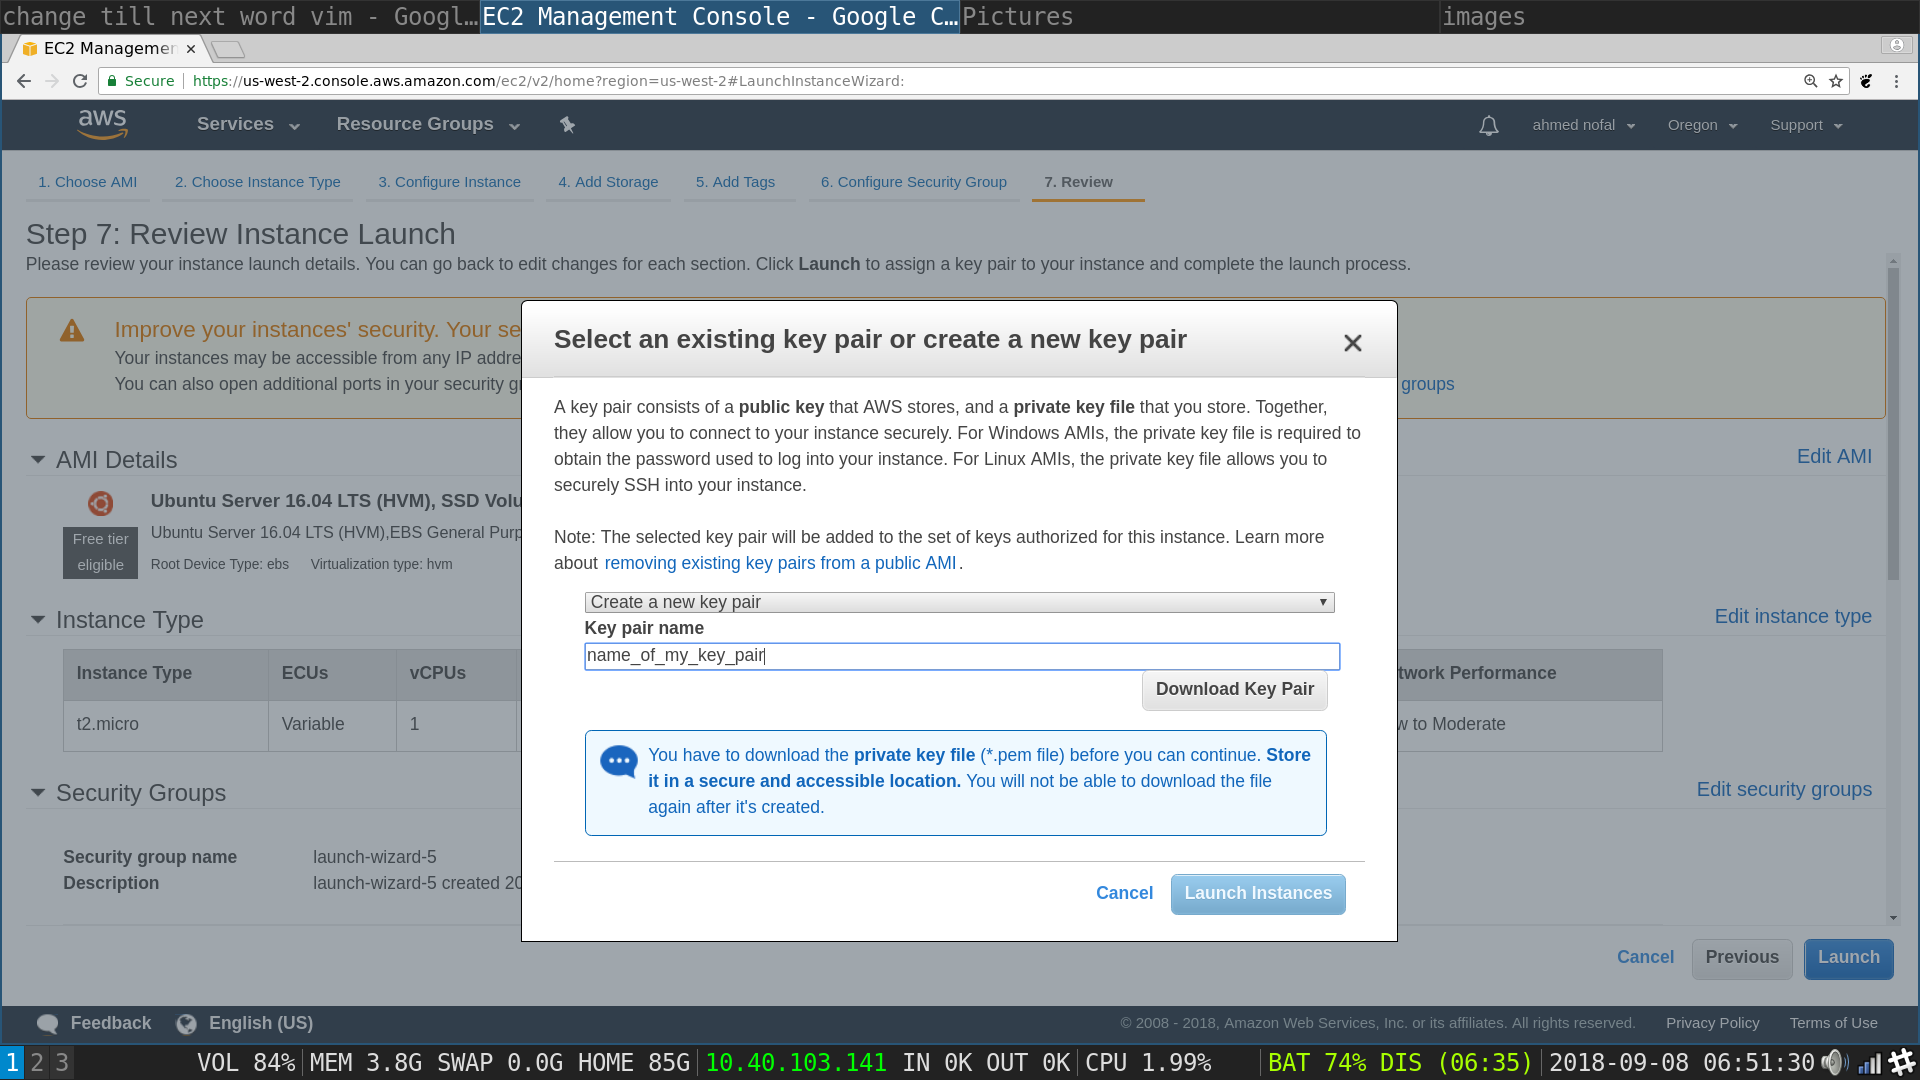 change till next word vim - Googl… EC2 Management Console - Google C… Pictures images
EC2 Managemen
Secure https://us-west-2.console.aws.amazon.com/ec2/v2/home?region=us-west-2#LaunchInstanceWizard:
aws Services Resource Groups ahmed nofal Oregon Support
1. Choose AMI 2. Choose Instance Type 3. Configure Instance 4. Add Storage 5. Add Tags 6. Configure Security Group 7. Review
Step 7: Review Instance Launch
Please review your instance launch details. You can go back to edit changes for each section. Click Launch to assign a key pair to your instance and complete the launch process.
Improve your instances' security. Your se
Your instances may be accessible from any IP addre
You can also open additional ports in your security g groups
AMI Details Edit AMI
Ubuntu Server 16.04 LTS (HVM), SSD Volu
Free tier eligible
Ubuntu Server 16.04 LTS (HVM),EBS General Purp
Root Device Type: ebs Virtualization type: hvm
Instance Type Edit instance type
Instance Type ECUs vCPUs twork Performance
t2.micro Variable 1 w to Moderate
Security Groups Edit security groups
Security group name launch-wizard-5
Description launch-wizard-5 created 20
Select an existing key pair or create a new key pair
A key pair consists of a public key that AWS stores, and a private key file that you store. Together,
they allow you to connect to your instance securely. For Windows AMIs, the private key file is required to
obtain the password used to log into your instance. For Linux AMIs, the private key file allows you to
securely SSH into your instance.
Note: The selected key pair will be added to the set of keys authorized for this instance. Learn more
about removing existing key pairs from a public AMI.
Create a new key pair
Key pair name
name_of_my_key_pair
Download Key Pair
You have to download the private key file (*.pem file) before you can continue. Store
it in a secure and accessible location. You will not be able to download the file
again after it's created.
Cancel Launch Instances
Cancel Previous Launch
Feedback English (US) © 2008 - 2018, Amazon Web Services, Inc. or its affiliates. All rights reserved. Privacy Policy Terms of Use
1 2 3 VOL 84% MEM 3.8G SWAP 0.0G HOME 85G 10.40.103.141 IN 0K OUT 0K CPU 1.99% BAT 74% DIS (06:35) 2018-09-08 06:51:30